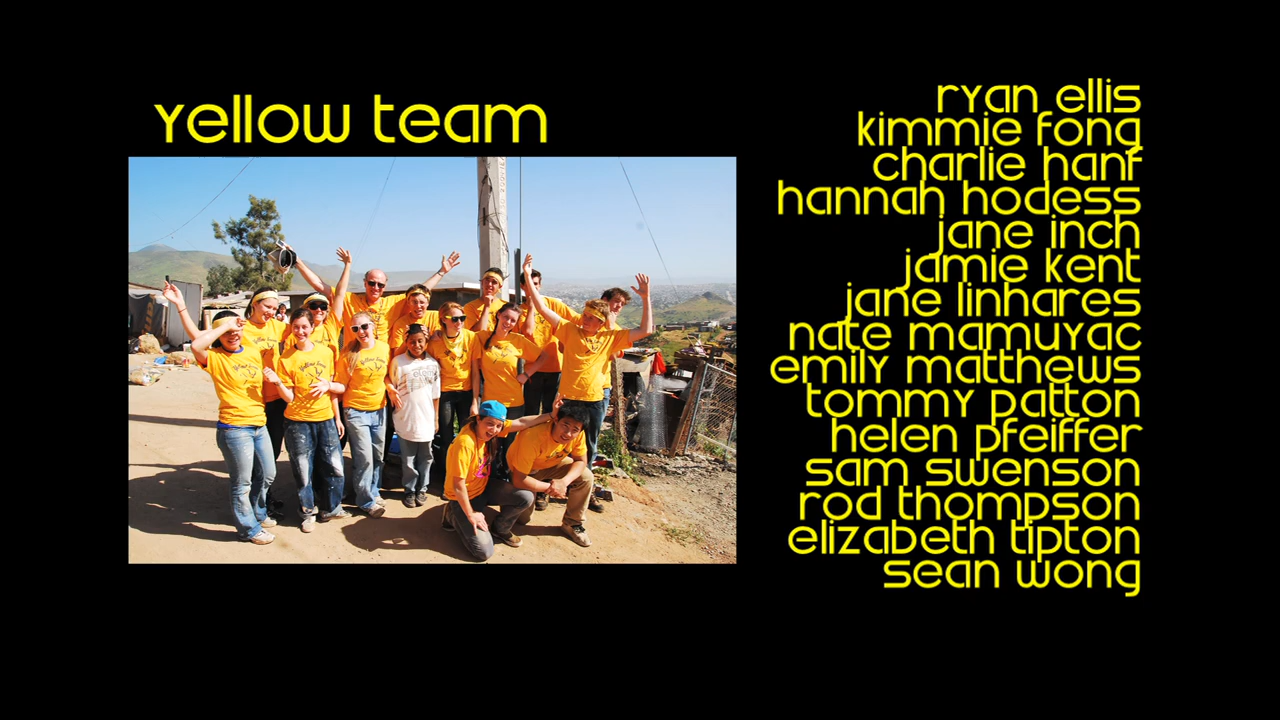 yellow team
ryan ellis
kimmie fong
charlie hanf
hannah hodess
jane inch
jamie kent
jane linhares
nate mamuyac
emily matthews
tommy patton
helen pfeiffer
sam swenson
rod thompson
elizabeth tipton
sean wong